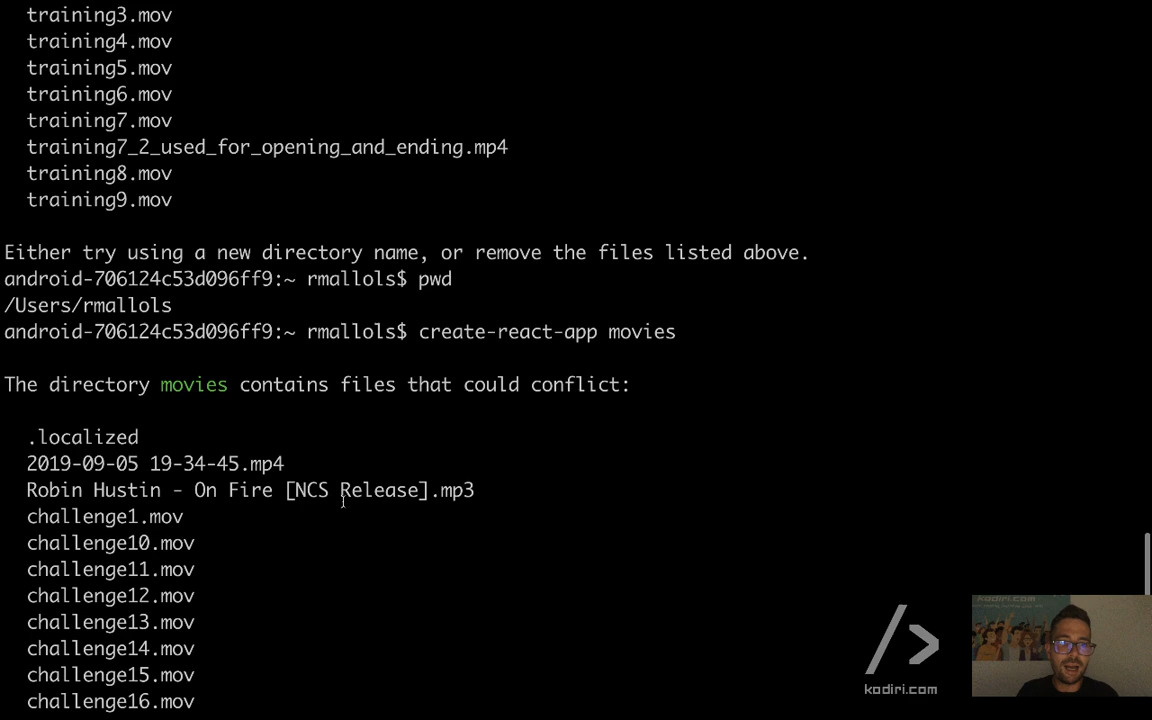 training3.mov
training4.mov
training5.mov
training6.mov
training7.mov
training7_2_used_for_opening_and_ending.mp4
training8.mov
training9.mov
Either try using a new directory name, or remove the files listed above.
android-706124c53d096ff9:~ rmallols$ pwd
/Users/rmallols
android-706124c53d096ff9:~ rmallols$ create-react-app movies
The directory movies contains files that could conflict:
.localized
2019-09-05 19-34-45.mp4
Robin Hustin - On Fire [NCS Release].mp3
challenge1.mov
challenge10.mov
challenge11.mov
challenge12.mov
challenge13.mov
challenge14.mov
challenge15.mov
challenge16.mov
/>
kodiri.com
kodiri.com